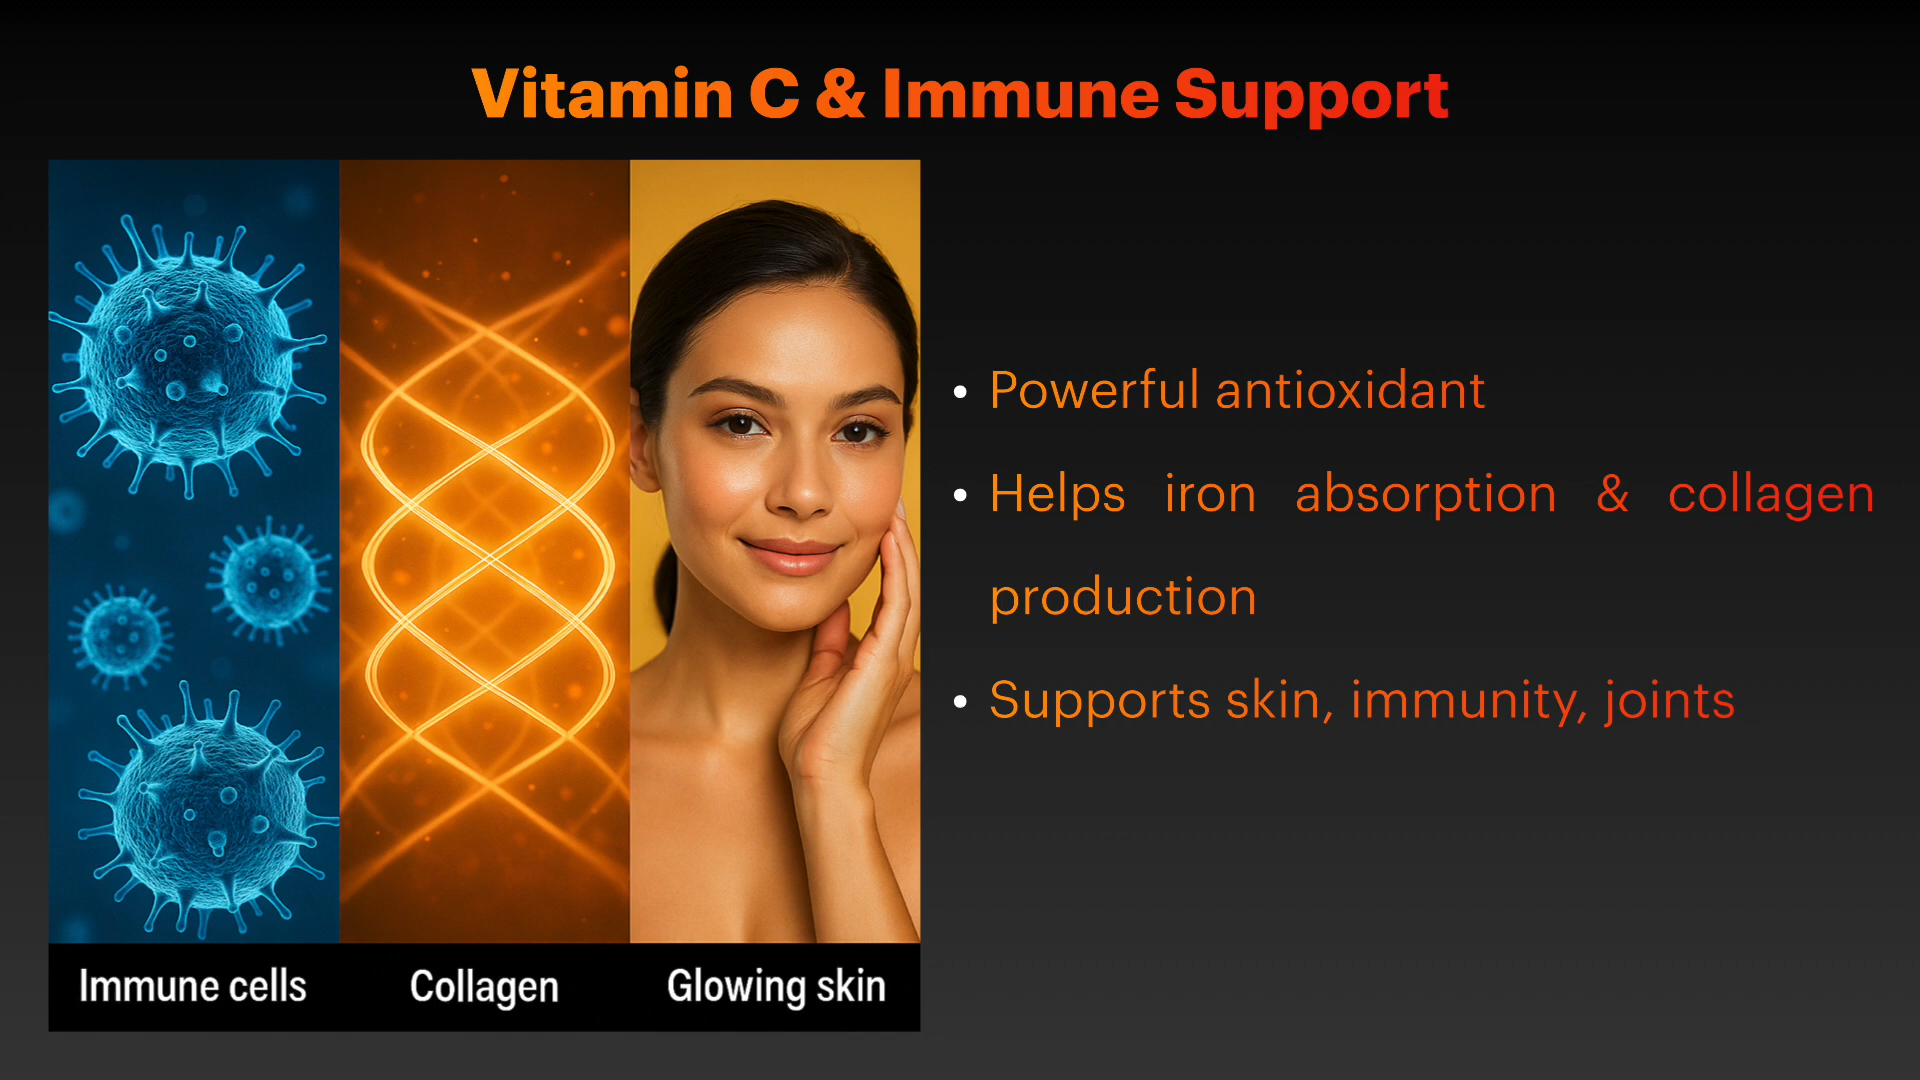 Vitamin C & Immune Support
• Powerful antioxidant
• Helps iron absorption & collagen
production
• Supports skin, immunity, joints
Immune cells
Collagen
Glowing skin